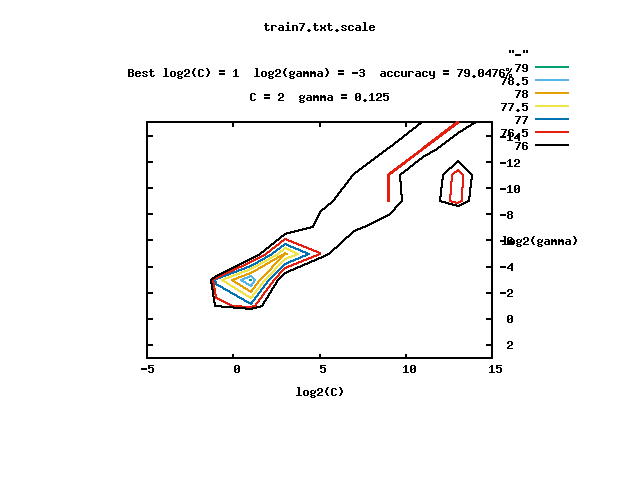 train7.txt.scale
"-"
Best log2(C) = 1  log2(gamma) = -3  accuracy = 79.0476%
79
78.5
78
C = 2  gamma = 0.125
77.5
77
76.5
-14
76
-12
-10
-8
-6
log2(gamma)
-4
-2
0
2
-5 0 5 10 15
log2(C)